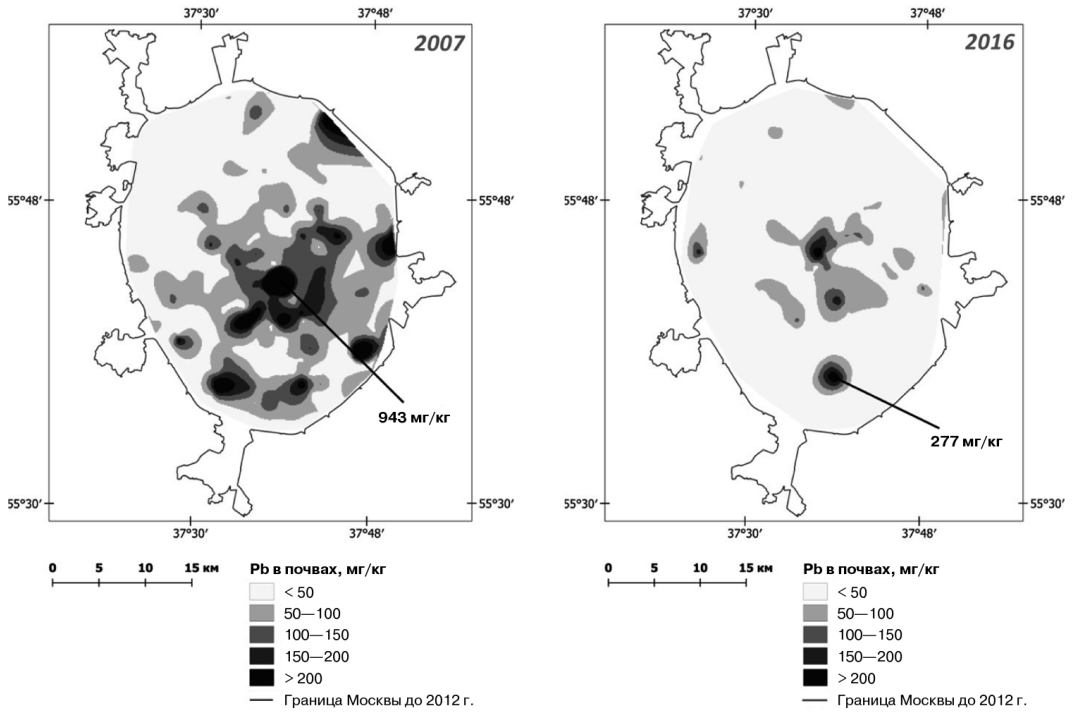 37°30′ 37°48′
2007
55°48′ 55°48′
943 мг/кг
55°30′ 55°30′
37°30′ 37°48′
0 5 10 15 км
Pb в почвах, мг/кг
< 50
50—100
100—150
150—200
> 200
Граница Москвы до 2012 г.
37°30′ 37°48′
2016
55°48′ 55°48′
277 мг/кг
55°30′ 55°30′
37°30′ 37°48′
0 5 10 15 км
Pb в почвах, мг/кг
< 50
50—100
100—150
150—200
> 200
Граница Москвы до 2012 г.